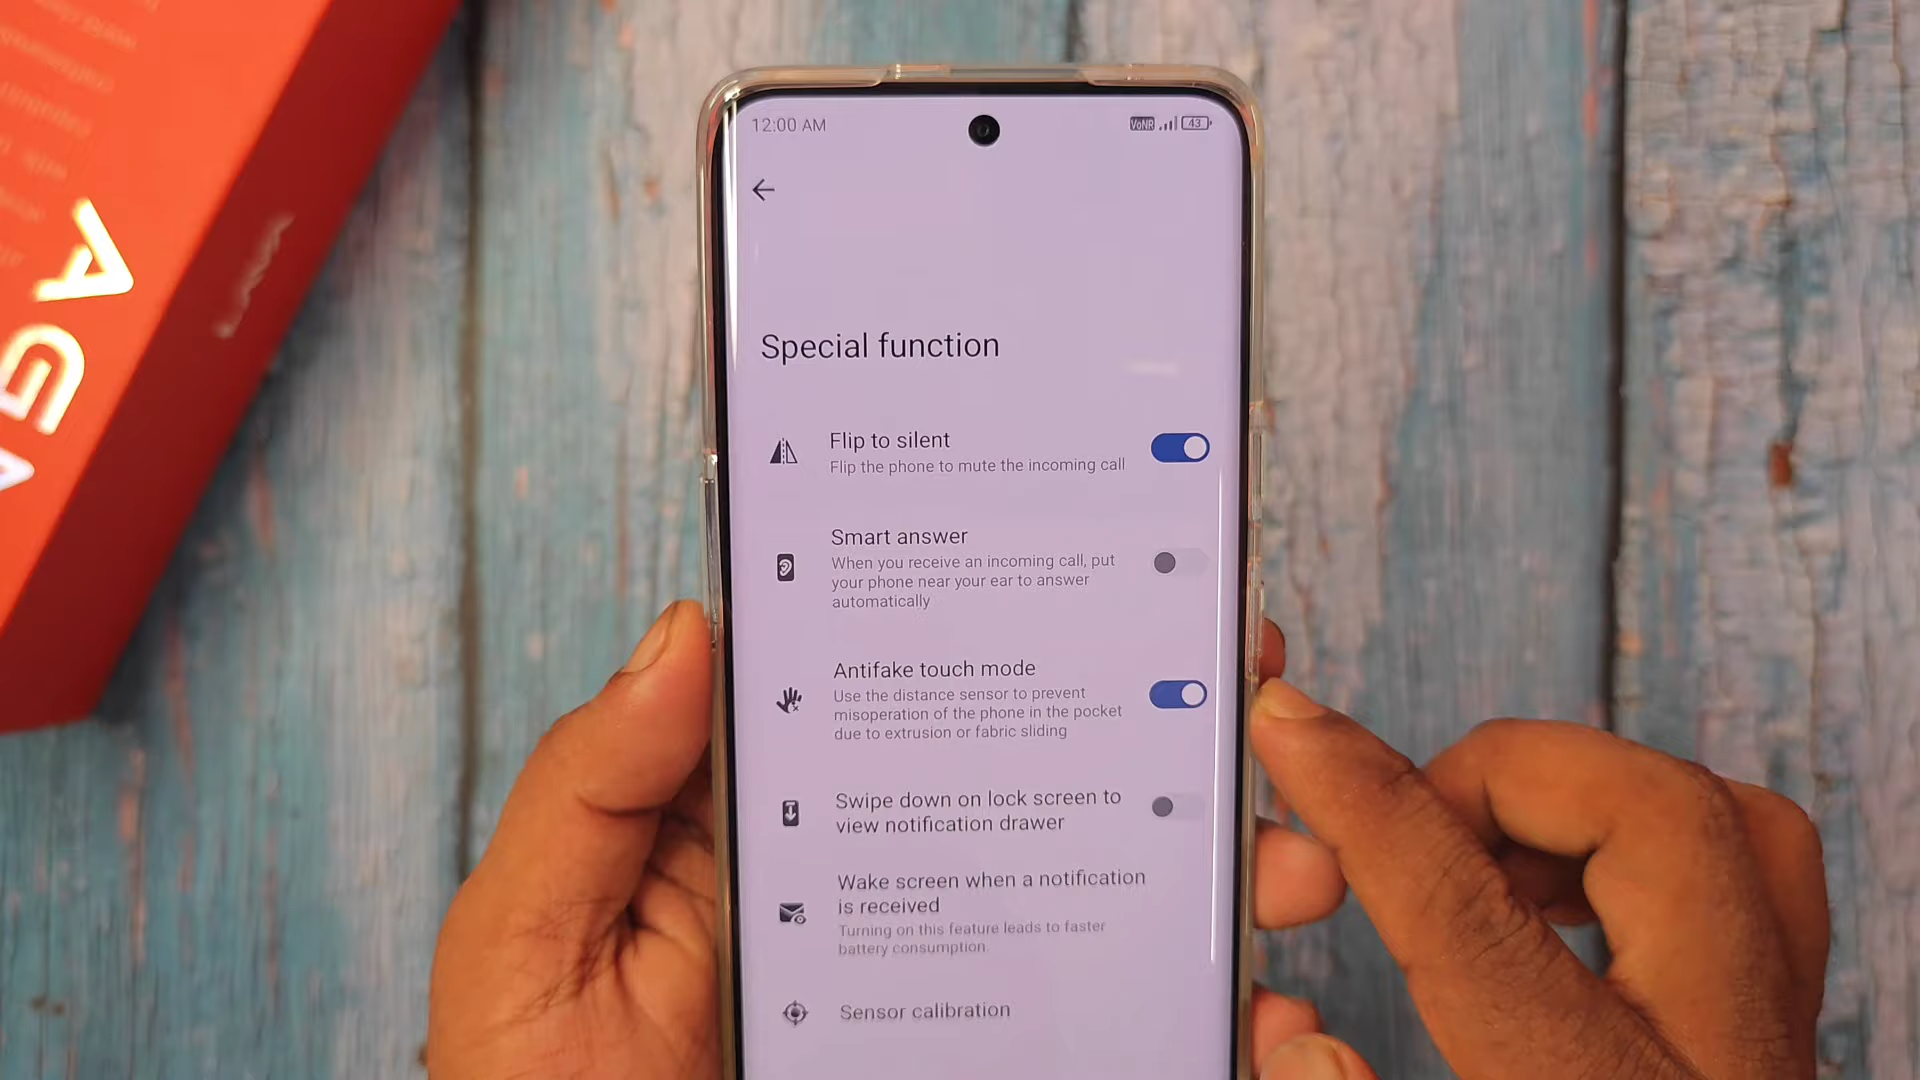 12:00 AM
VoNR
43
Special function
Flip to silent
Flip the phone to mute the incoming call
Smart answer
When you receive an incoming call, put
your phone near your ear to answer
automatically
Antifake touch mode
Use the distance sensor to prevent
misoperation of the phone in the pocket
due to extrusion or fabric sliding
Swipe down on lock screen to
view notification drawer
Wake screen when a notification
is received
Turning on this feature leads to faster
battery consumption.
Sensor calibration
AGA